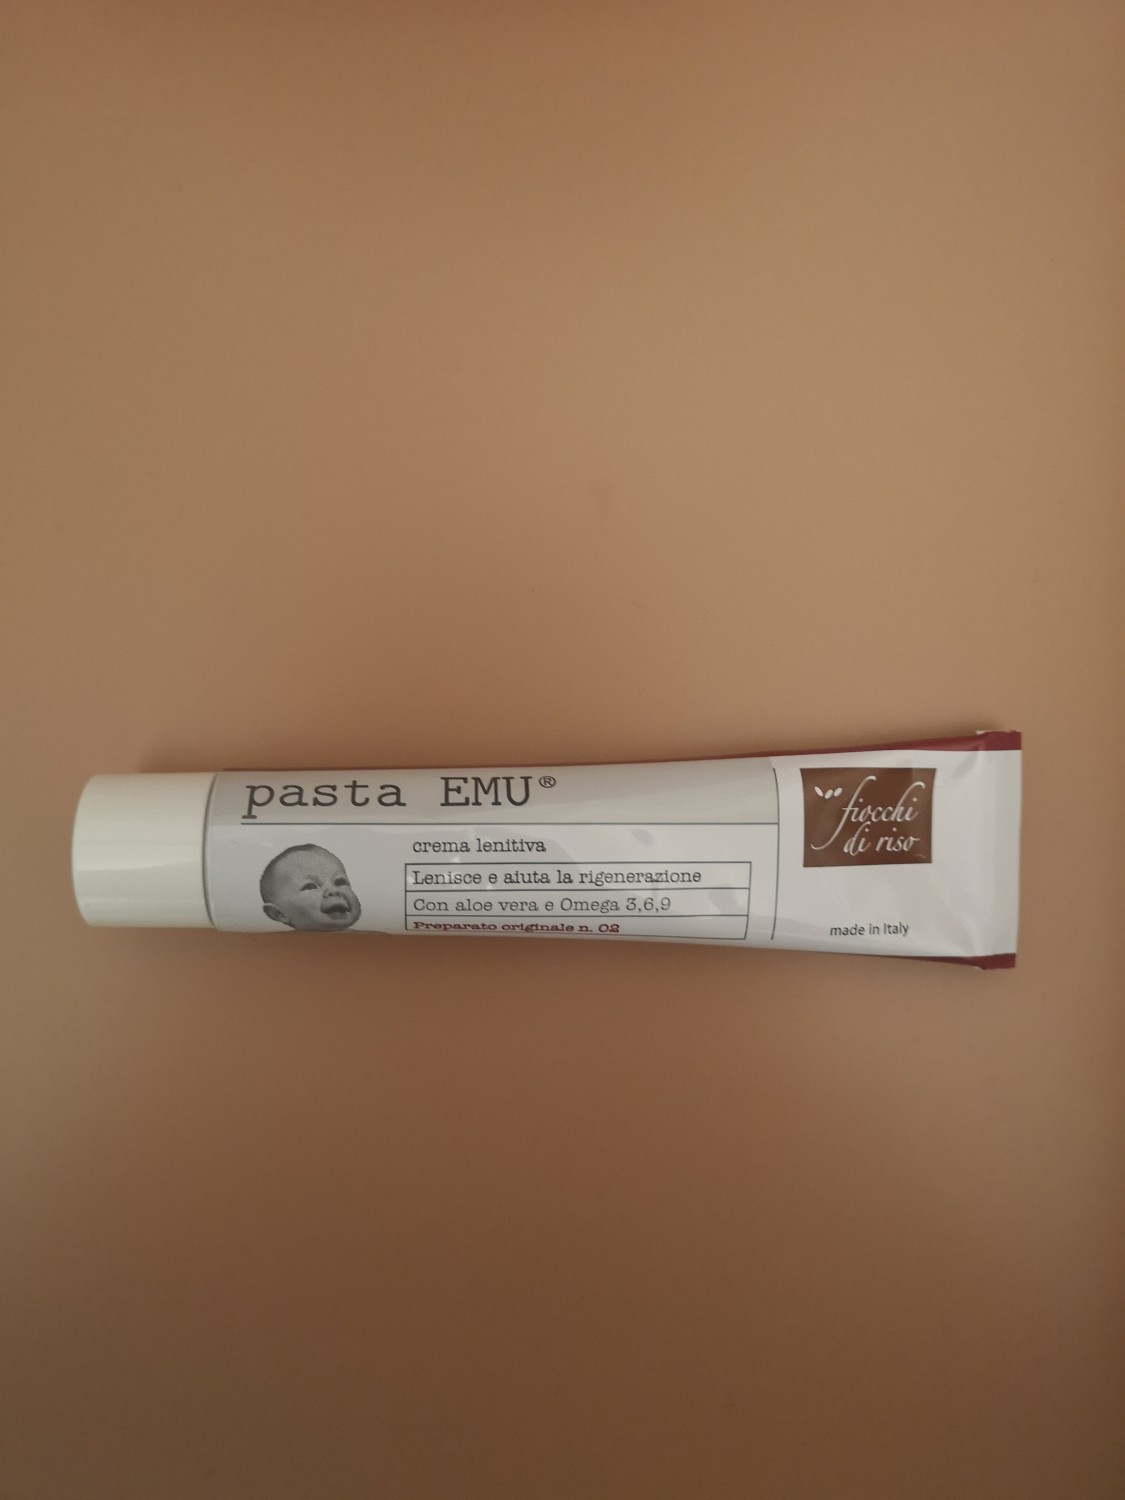 pasta EMU®
crema lenitiva
Lenisce e aiuta la rigenerazione
Con aloe vera e Omega 3,6,9
Preparato originale n. 02
fiocchi
di riso
made in Italy